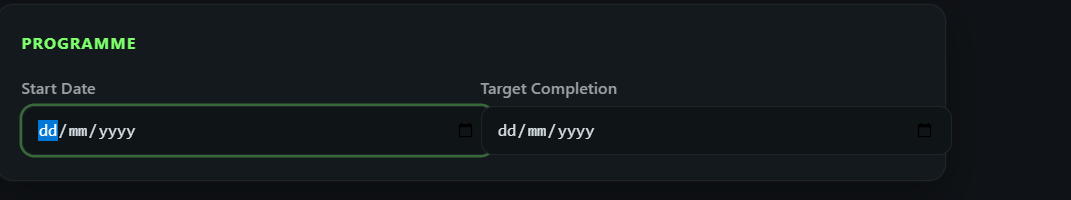 PROGRAMME
Start Date
Target Completion
dd/mm/yyyy
dd/mm/yyyy